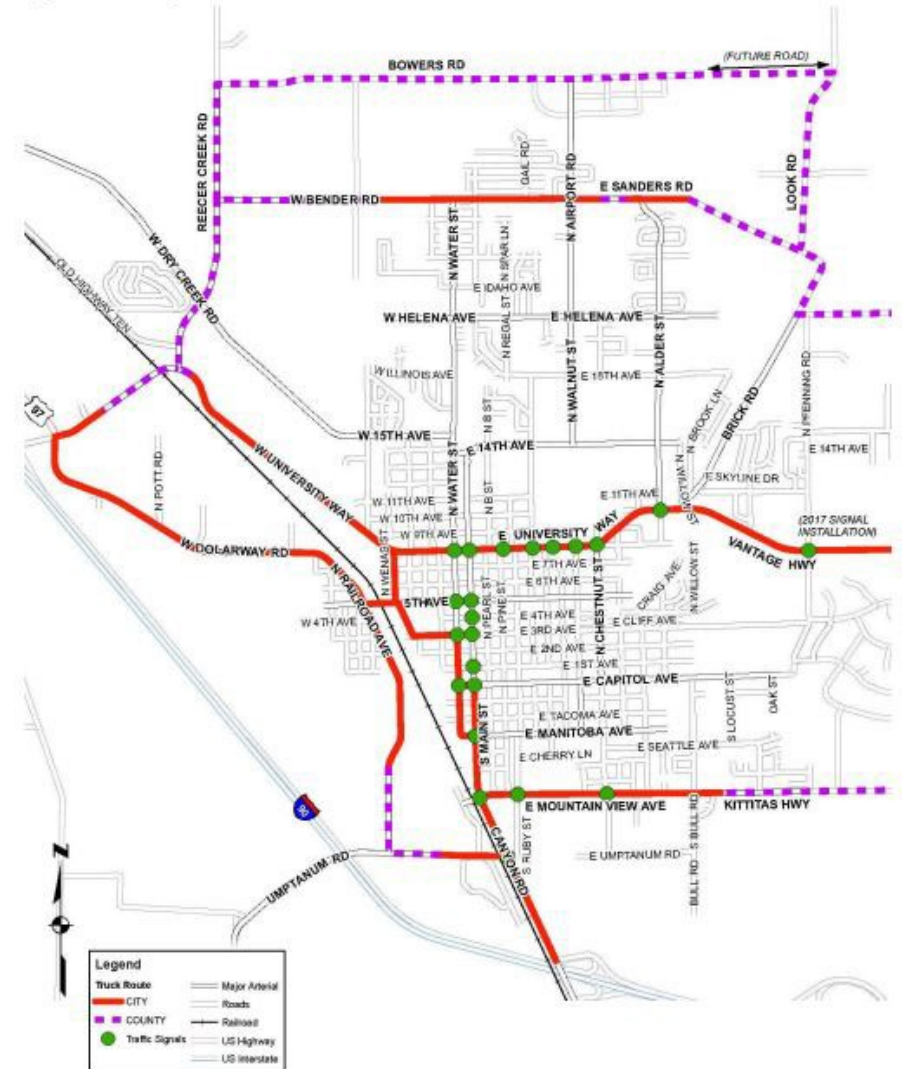 BOWERS RD
(FUTURE ROAD)
REECER CREEK RD
GAIL RD
N AIRPORT RD
E SANDERS RD
LOOK RD
W BENDER RD
W DRY CREEK RD
N WATER ST
N SPAR LN
OLD HIGHWAY TEN
E IDAHO AVE
W HELENA AVE
E HELENA AVE
N REGAL ST
N WALNUT ST
N ALDER ST
W ILLINOIS AVE
E 15TH AVE
N BROOK LN
BRICK RD
N PFENNING RD
97
N B ST
W 15TH AVE
E 14TH AVE
E 14TH AVE
N POTT RD
W UNIVERSITY WAY
N WATER ST
N B ST
N WILLOW ST
E SKYLINE DR
W 11TH AVE
E 11TH AVE
W 10TH AVE
W 9TH AVE
E UNIVERSITY WAY
(2017 SIGNAL
INSTALLATION)
VANTAGE HWY
W DOLARWAY RD
N WENAS ST
E 7TH AVE
E 6TH AVE
CRAIG AVE
N WILLOW ST
N RAILROAD AVE
5TH AVE
N PEARL ST
N PINE ST
N CHESTNUT ST
W 4TH AVE
E 4TH AVE
E CLIFF AVE
E 3RD AVE
E 2ND AVE
E 1ST AVE
E CAPITOL AVE
S LOCUST ST
OAK ST
S MAIN ST
E TACOMA AVE
E MANITOBA AVE
E SEATTLE AVE
E CHERRY LN
90
E MOUNTAIN VIEW AVE
KITTITAS HWY
CANYON RD
S RUBY ST
S BULL RD
BULL RD
UMPTANUM RD
E UMPTANUM RD
N
Legend
Truck Route
CITY
COUNTY
Traffic Signals
Major Arterial
Roads
Railroad
US Highway
US Interstate